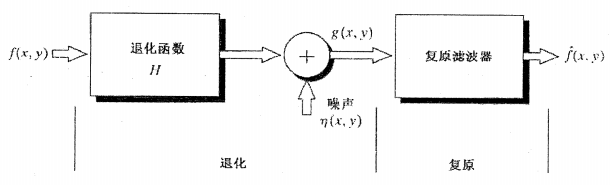 f(x, y)
退化函数
H
+
g(x, y)
噪声
η(x, y)
复原滤波器
f̂(x, y)
退化
复原